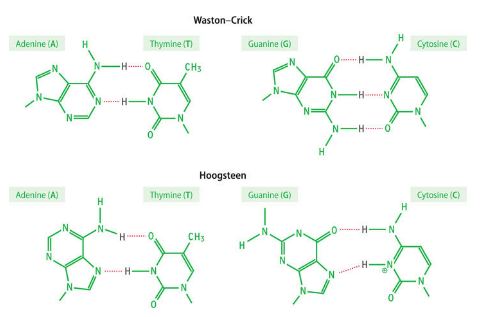 Waston–Crick
Adenine (A) Thymine (T) Guanine (G) Cytosine (C)
H H
N H O CH₃ O H N
N N
N H N N N H N
N N N N N
O N H O
H
Hoogsteen
Adenine (A) Thymine (T) Guanine (G) Cytosine (C)
H H H
N H O CH₃ N N O H N
N H
N N H N N N H N ⊕
N N N N
O O